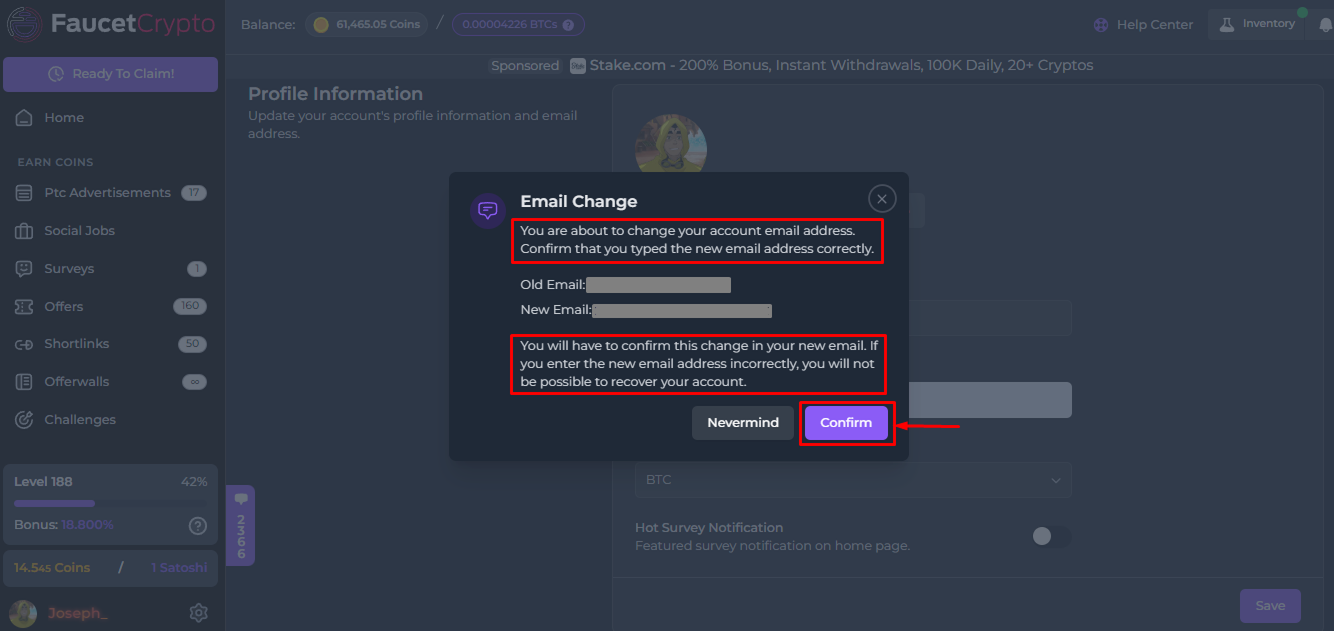 FaucetCrypto
Balance: 61,465.05 Coins / 0.00004226 BTCs ?
Help Center
Inventory
Ready To Claim!
Sponsored Stake.com - 200% Bonus, Instant Withdrawals, 100K Daily, 20+ Cryptos
Home
EARN COINS
Ptc Advertisements 17
Social Jobs
Surveys 1
Offers 160
Shortlinks 50
Offerwalls ∞
Challenges
Level 188 42%
Bonus: 18.800% ?
14.545 Coins / 1 Satoshi
Joseph_
2366
Profile Information
Update your account's profile information and email
address.
Email Change
You are about to change your account email address.
Confirm that you typed the new email address correctly.
Old Email:
New Email:
You will have to confirm this change in your new email. If
you enter the new email address incorrectly, you will not
be possible to recover your account.
Nevermind Confirm
BTC
Hot Survey Notification
Featured survey notification on home page.
Save